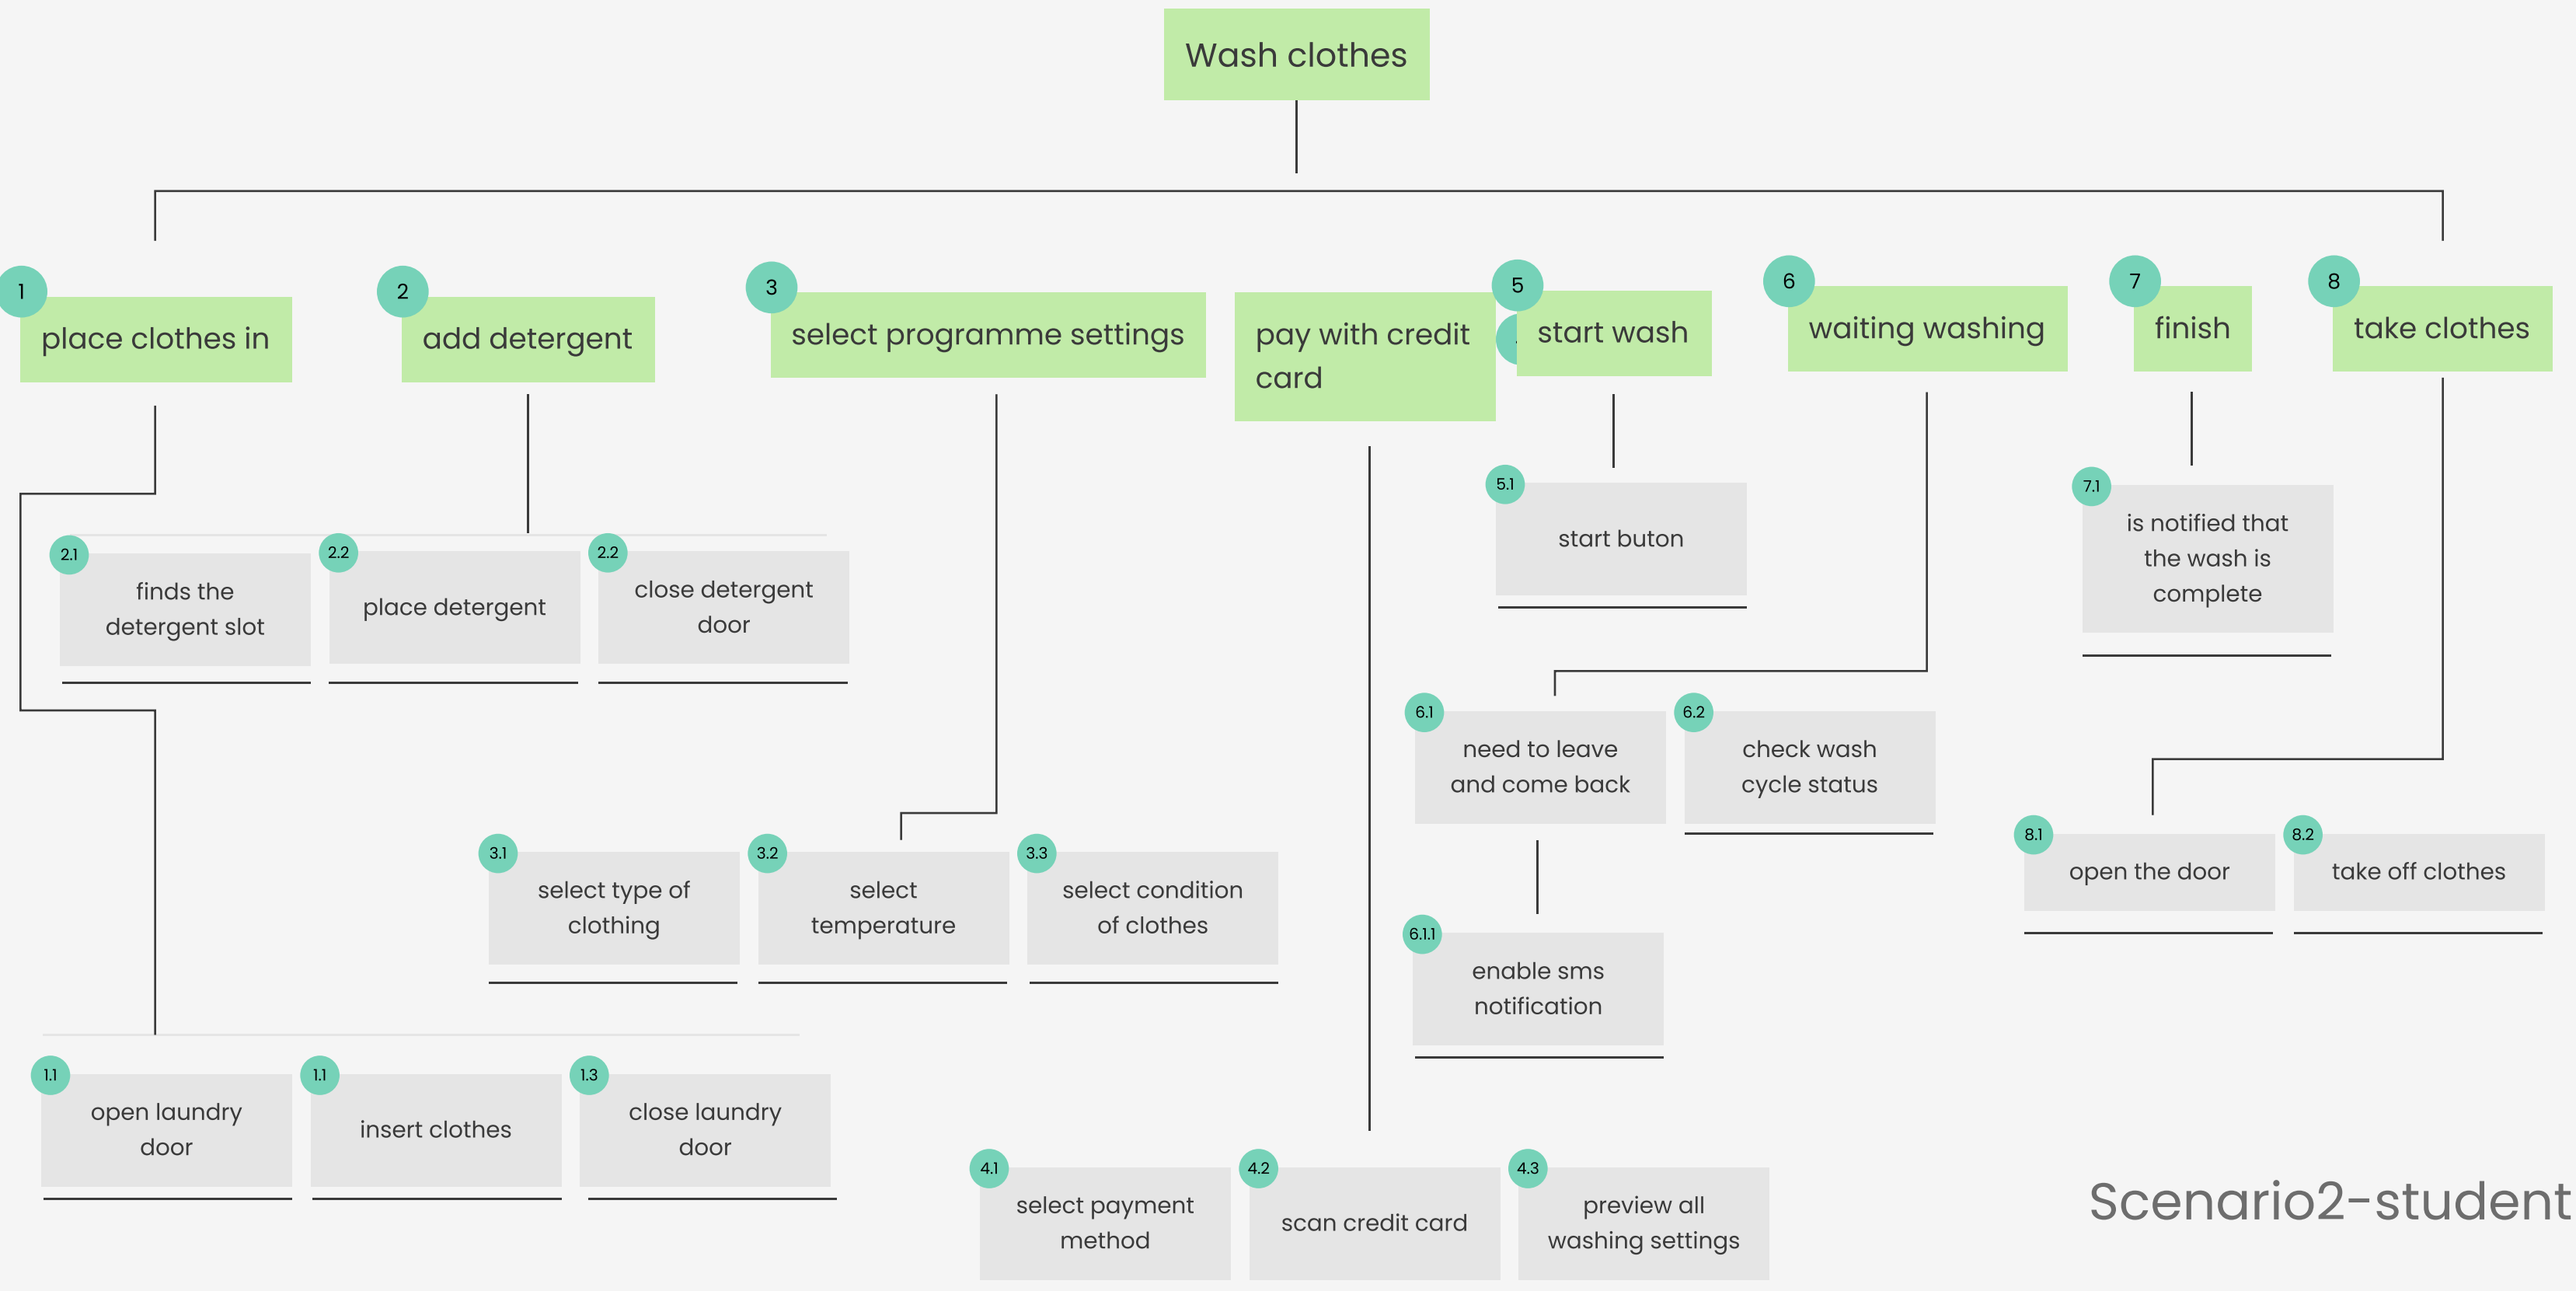 Wash clothes
1
place clothes in
2
add detergent
3
select programme settings
pay with credit
card
5
start wash
6
waiting washing
7
finish
8
take clothes
5.1
start buton
7.1
is notified that
the wash is
complete
2.1
finds the
detergent slot
2.2
place detergent
2.2
close detergent
door
6.1
need to leave
and come back
6.2
check wash
cycle status
8.1
open the door
8.2
take off clothes
3.1
select type of
clothing
3.2
select
temperature
3.3
select condition
of clothes
6.1.1
enable sms
notification
1.1
open laundry
door
1.1
insert clothes
1.3
close laundry
door
4.1
select payment
method
4.2
scan credit card
4.3
preview all
washing settings
Scenario2-student